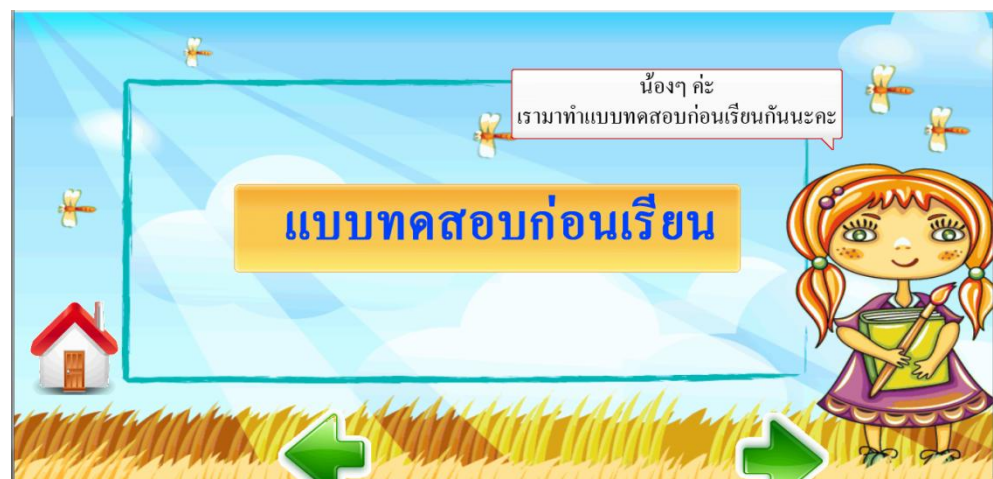 น้องๆ ค่ะ
เรามาทำแบบทดสอบก่อนเรียนกันนะคะ
แบบทดสอบก่อนเรียน